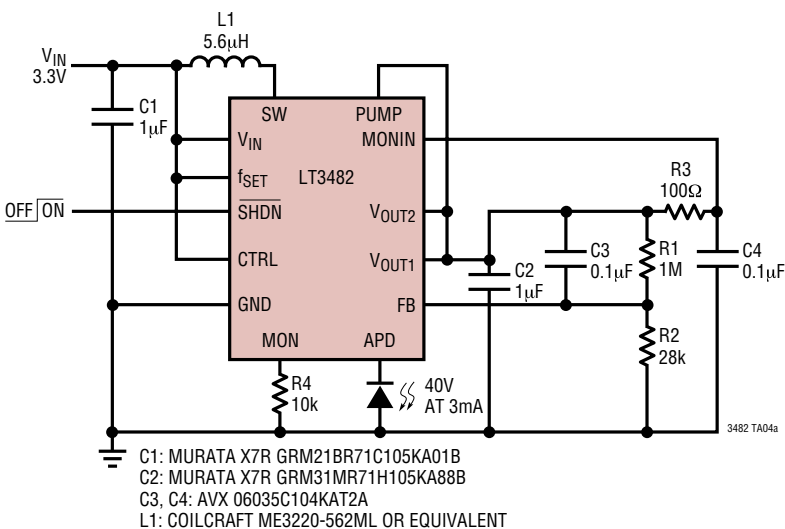 L1
5.6µH
VIN
3.3V
C1
1µF
SW
PUMP
VIN
MONIN
fSET
LT3482
R3
100Ω
OFF ON
SHDN
VOUT2
CTRL
VOUT1
C2
1µF
C3
0.1µF
R1
1M
C4
0.1µF
GND
FB
MON
APD
R2
28k
R4
10k
40V
AT 3mA
3482 TA04a
C1: MURATA X7R GRM21BR71C105KA01B
C2: MURATA X7R GRM31MR71H105KA88B
C3, C4: AVX 06035C104KAT2A
L1: COILCRAFT ME3220-562ML OR EQUIVALENT